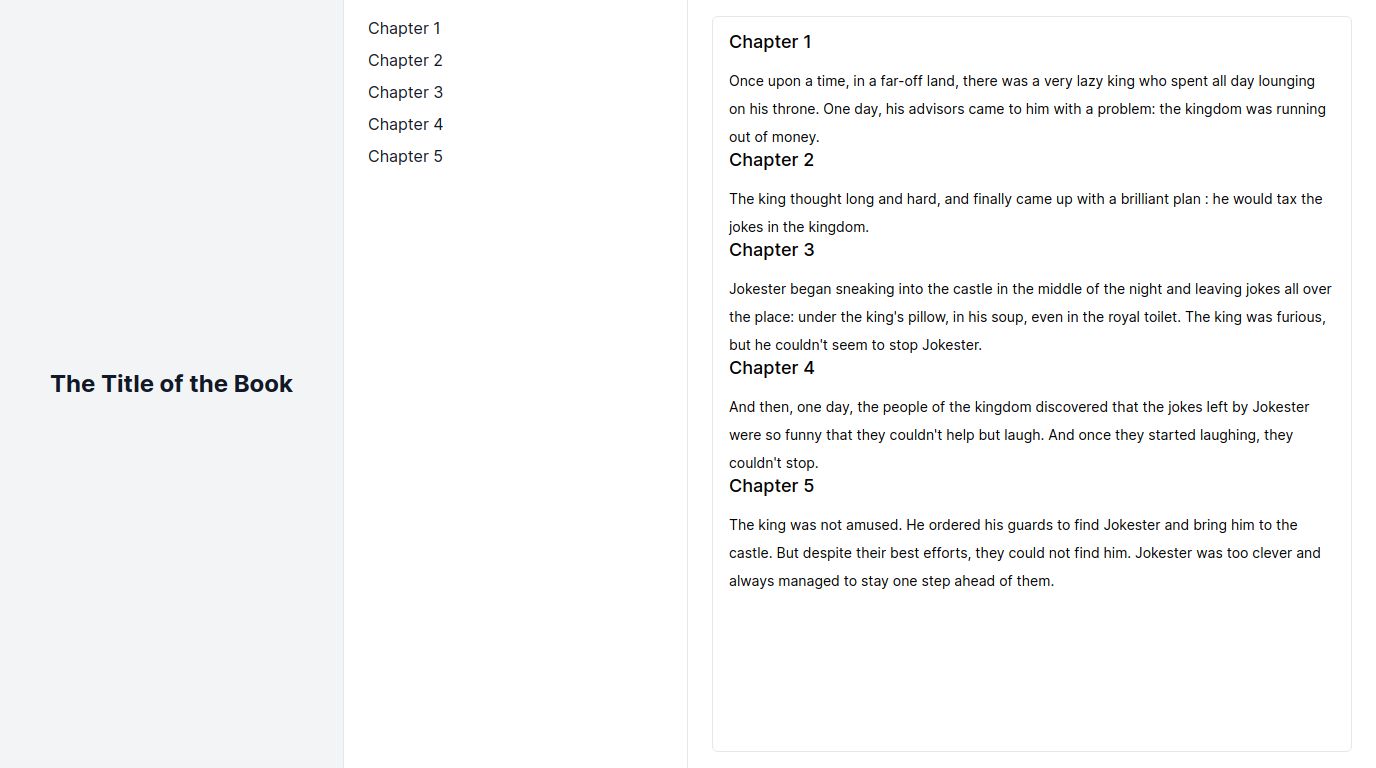 The Title of the Book
Chapter 1
Chapter 2
Chapter 3
Chapter 4
Chapter 5
Chapter 1
Once upon a time, in a far-off land, there was a very lazy king who spent all day lounging
on his throne. One day, his advisors came to him with a problem: the kingdom was running
out of money.
Chapter 2
The king thought long and hard, and finally came up with a brilliant plan : he would tax the
jokes in the kingdom.
Chapter 3
Jokester began sneaking into the castle in the middle of the night and leaving jokes all over
the place: under the king's pillow, in his soup, even in the royal toilet. The king was furious,
but he couldn't seem to stop Jokester.
Chapter 4
And then, one day, the people of the kingdom discovered that the jokes left by Jokester
were so funny that they couldn't help but laugh. And once they started laughing, they
couldn't stop.
Chapter 5
The king was not amused. He ordered his guards to find Jokester and bring him to the
castle. But despite their best efforts, they could not find him. Jokester was too clever and
always managed to stay one step ahead of them.